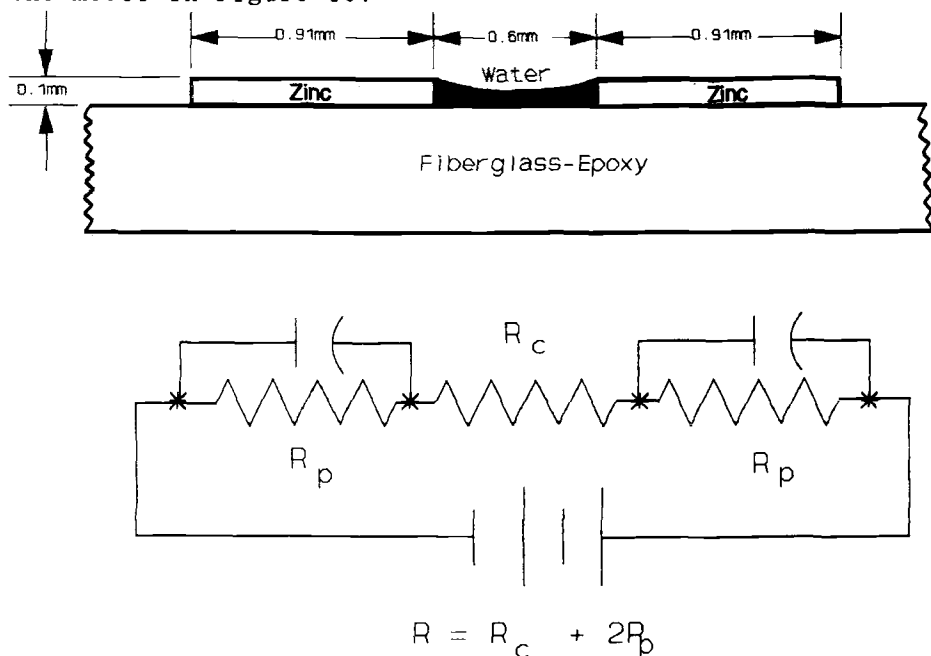 0.91mm 0.6mm 0.91mm
0.1mm
Water
Zinc Zinc
Fiberglass-Epoxy
R c
R p R p
R = R c + 2R p